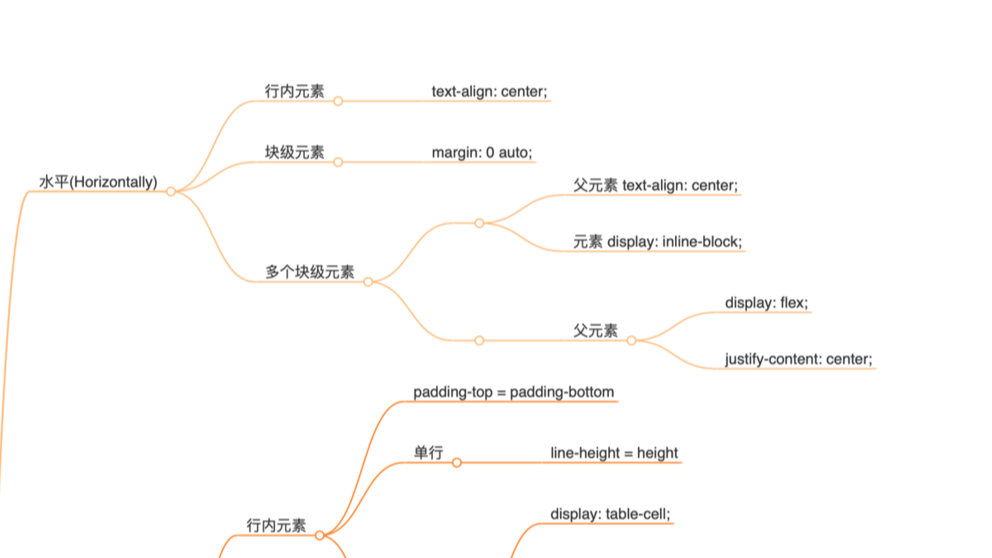 行内元素
text-align: center;
块级元素
margin: 0 auto;
水平(Horizontally)
父元素 text-align: center;
元素 display: inline-block;
多个块级元素
display: flex;
父元素
justify-content: center;
padding-top = padding-bottom
单行
line-height = height
display: table-cell;
行内元素